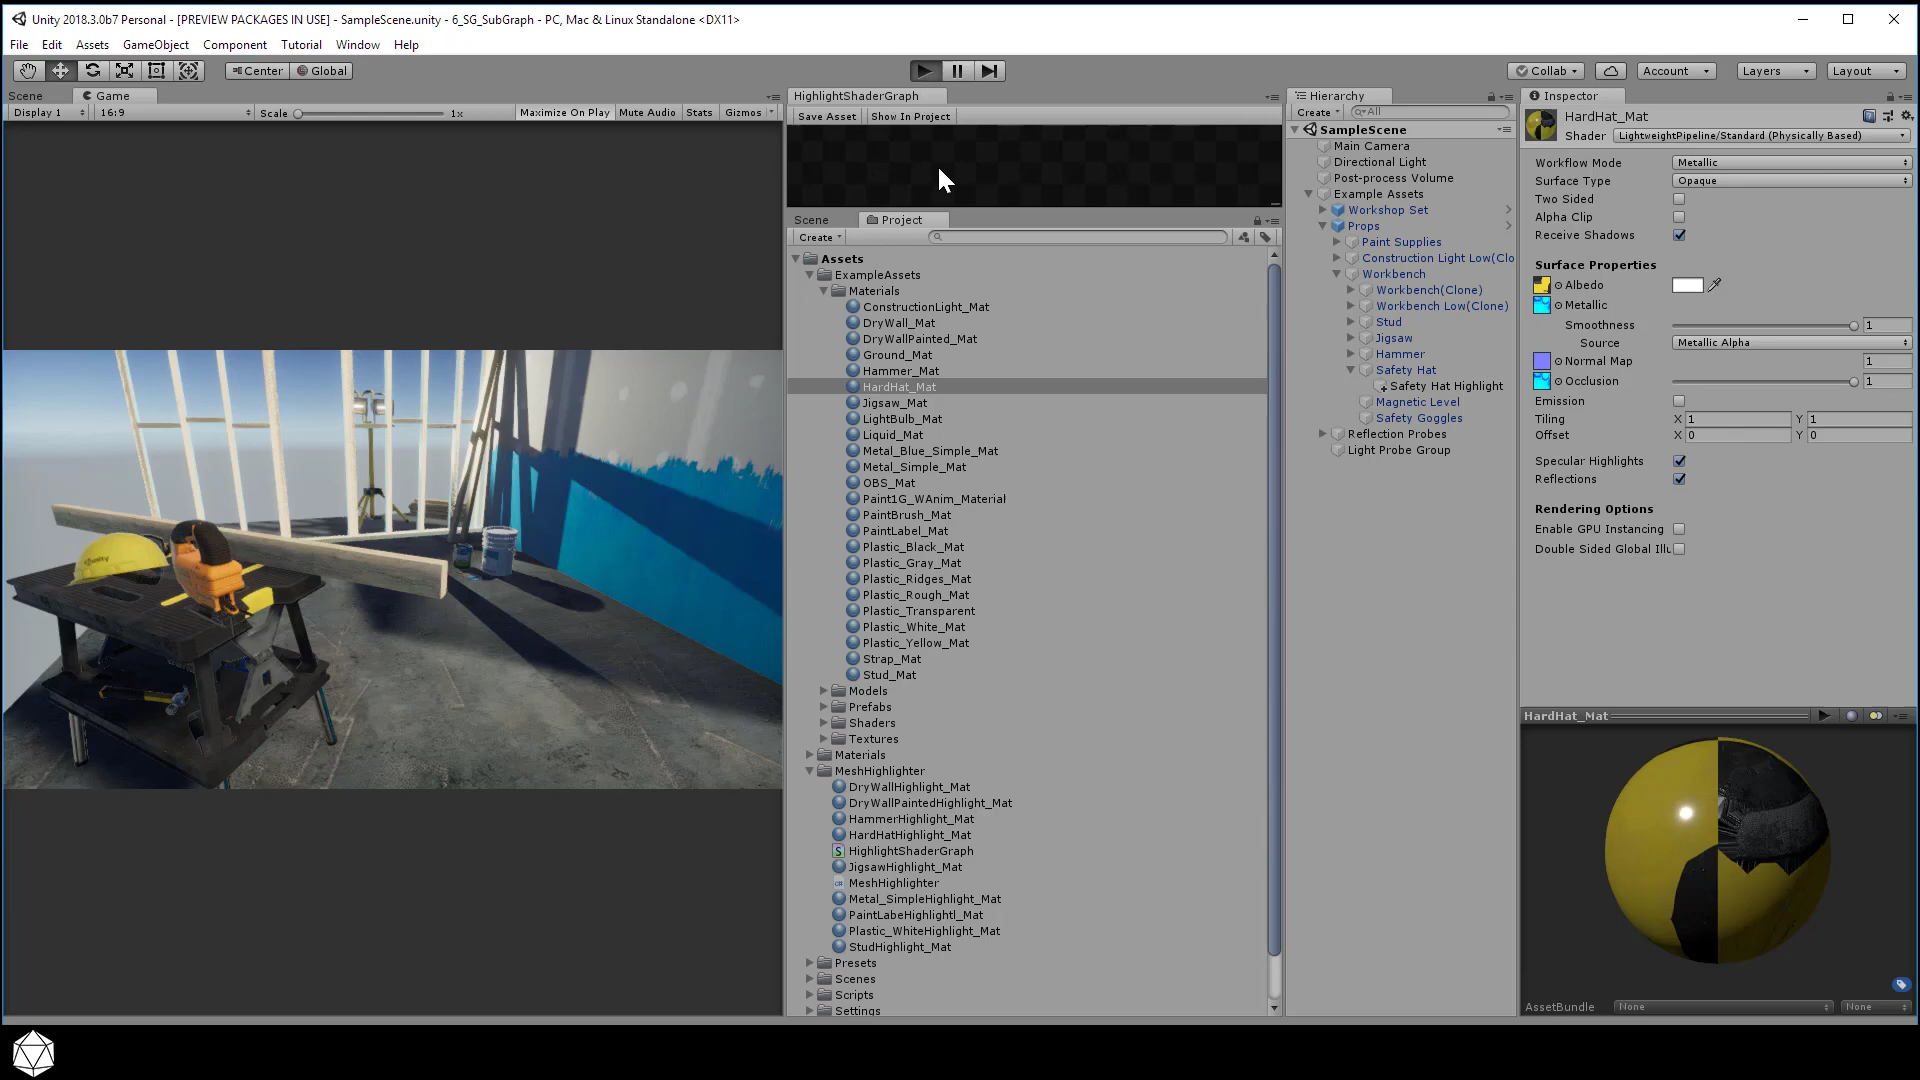 Unity 2018.3.0b7 Personal - [PREVIEW PACKAGES IN USE] - SampleScene.unity - 6_SG_SubGraph - PC, Mac & Linux Standalone <DX11>
File Edit Assets GameObject Component Tutorial Window Help
Center Global Collab Account Layers Layout
Scene Game
Display 1 16:9 Scale 1x Maximize On Play Mute Audio Stats Gizmos
HighlightShaderGraph
Save Asset Show In Project
Scene Project
Create
Assets
ExampleAssets
Materials
ConstructionLight_Mat
DryWall_Mat
DryWallPainted_Mat
Ground_Mat
Hammer_Mat
HardHat_Mat
Jigsaw_Mat
LightBulb_Mat
Liquid_Mat
Metal_Blue_Simple_Mat
Metal_Simple_Mat
OBS_Mat
Paint1G_WAnim_Material
PaintBrush_Mat
PaintLabel_Mat
Plastic_Black_Mat
Plastic_Gray_Mat
Plastic_Ridges_Mat
Plastic_Rough_Mat
Plastic_Transparent
Plastic_White_Mat
Plastic_Yellow_Mat
Strap_Mat
Stud_Mat
Models
Prefabs
Shaders
Textures
Materials
MeshHighlighter
DryWallHighlight_Mat
DryWallPaintedHighlight_Mat
HammerHighlight_Mat
HardHatHighlight_Mat
HighlightShaderGraph
JigsawHighlight_Mat
MeshHighlighter
Metal_SimpleHighlight_Mat
PaintLabeHighlightl_Mat
Plastic_WhiteHighlight_Mat
StudHighlight_Mat
Presets
Scenes
Scripts
Settings
Hierarchy
Create All
SampleScene
Main Camera
Directional Light
Post-process Volume
Example Assets
Workshop Set
Props
Paint Supplies
Construction Light Low(Clo
Workbench
Workbench(Clone)
Workbench Low(Clone)
Stud
Jigsaw
Hammer
Safety Hat
Safety Hat Highlight
Magnetic Level
Safety Goggles
Reflection Probes
Light Probe Group
Inspector
HardHat_Mat
Shader LightweightPipeline/Standard (Physically Based)
Workflow Mode Metallic
Surface Type Opaque
Two Sided
Alpha Clip
Receive Shadows
Surface Properties
Albedo
Metallic
Smoothness 1
Source Metallic Alpha
Normal Map 1
Occlusion 1
Emission
Tiling X 1 Y 1
Offset X 0 Y 0
Specular Highlights
Reflections
Rendering Options
Enable GPU Instancing
Double Sided Global Illu
HardHat_Mat
AssetBundle None None
unity